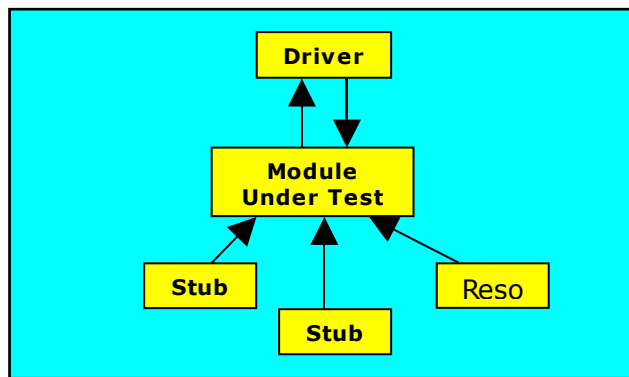 Driver
Module
Under Test
Stub
Stub
Reso